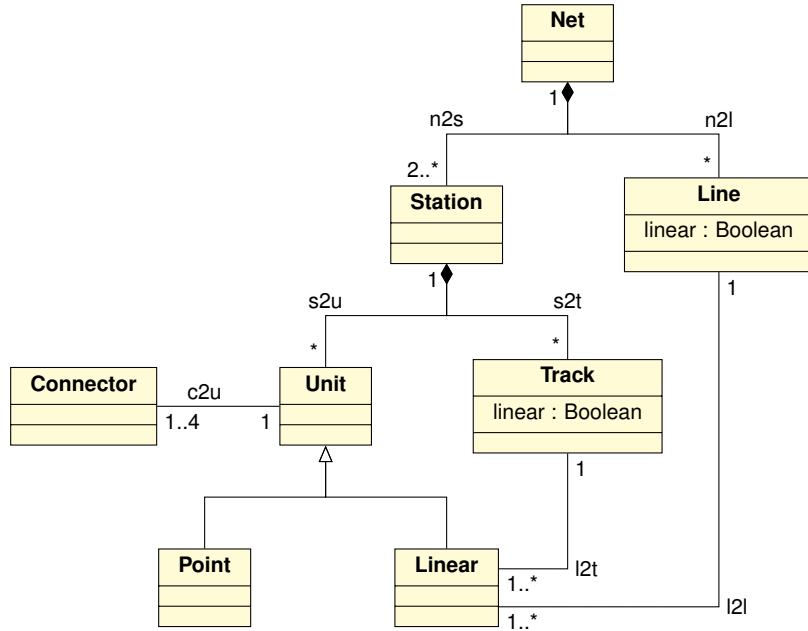 Net
1
n2s
n2l
2..*
*
Station
Line
linear : Boolean
1
1
s2u
s2t
*
*
Connector
c2u
Unit
Track
linear : Boolean
1..4
1
1
Point
Linear
l2t
1..*
l2l
1..*